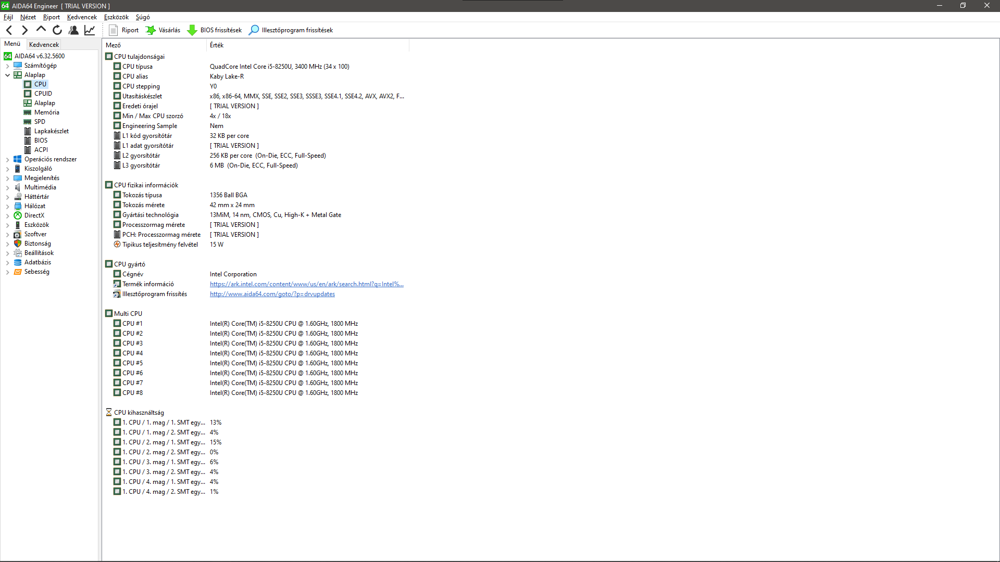 64 AIDA64 Engineer [ TRIAL VERSION ]
Fájl Nézet Riport Kedvencek Eszközök Súgó
Riport Vásárlás BIOS frissítések Illesztőprogram frissítések
Menü Kedvencek
64 AIDA64 v6.32.5600
Számítógép
Alaplap
CPU
CPUID
Alaplap
Memória
SPD
Lapkakészlet
BIOS
ACPI
Operációs rendszer
Kiszolgáló
Megjelenítés
Multimédia
Háttértár
Hálózat
DirectX
Eszközök
Szoftver
Biztonság
Beállítások
Adatbázis
Sebesség
Mező Érték
CPU tulajdonságai
CPU típusa QuadCore Intel Core i5-8250U, 3400 MHz (34 x 100)
CPU alias Kaby Lake-R
CPU stepping Y0
Utasításkészlet x86, x86-64, MMX, SSE, SSE2, SSE3, SSSE3, SSE4.1, SSE4.2, AVX, AVX2, F...
Eredeti órajel [ TRIAL VERSION ]
Min / Max CPU szorzó 4x / 18x
Engineering Sample Nem
L1 kód gyorsítótár 32 KB per core
L1 adat gyorsítótár [ TRIAL VERSION ]
L2 gyorsítótár 256 KB per core (On-Die, ECC, Full-Speed)
L3 gyorsítótár 6 MB (On-Die, ECC, Full-Speed)
CPU fizikai információk
Tokozás típusa 1356 Ball BGA
Tokozás mérete 42 mm x 24 mm
Gyártási technológia 13MiM, 14 nm, CMOS, Cu, High-K + Metal Gate
Processzormag mérete [ TRIAL VERSION ]
PCH: Processzormag mérete [ TRIAL VERSION ]
Tipikus teljesítmény felvétel 15 W
CPU gyártó
Cégnév Intel Corporation
Termék információ https://ark.intel.com/content/www/us/en/ark/search.html?q=Intel%...
Illesztőprogram frissítés http://www.aida64.com/goto/?p=drvupdates
Multi CPU
CPU #1 Intel(R) Core(TM) i5-8250U CPU @ 1.60GHz, 1800 MHz
CPU #2 Intel(R) Core(TM) i5-8250U CPU @ 1.60GHz, 1800 MHz
CPU #3 Intel(R) Core(TM) i5-8250U CPU @ 1.60GHz, 1800 MHz
CPU #4 Intel(R) Core(TM) i5-8250U CPU @ 1.60GHz, 1800 MHz
CPU #5 Intel(R) Core(TM) i5-8250U CPU @ 1.60GHz, 1800 MHz
CPU #6 Intel(R) Core(TM) i5-8250U CPU @ 1.60GHz, 1800 MHz
CPU #7 Intel(R) Core(TM) i5-8250U CPU @ 1.60GHz, 1800 MHz
CPU #8 Intel(R) Core(TM) i5-8250U CPU @ 1.60GHz, 1800 MHz
CPU kihasználtság
1. CPU / 1. mag / 1. SMT egy... 13%
1. CPU / 1. mag / 2. SMT egy... 4%
1. CPU / 2. mag / 1. SMT egy... 15%
1. CPU / 2. mag / 2. SMT egy... 0%
1. CPU / 3. mag / 1. SMT egy... 6%
1. CPU / 3. mag / 2. SMT egy... 4%
1. CPU / 4. mag / 1. SMT egy... 4%
1. CPU / 4. mag / 2. SMT egy... 1%